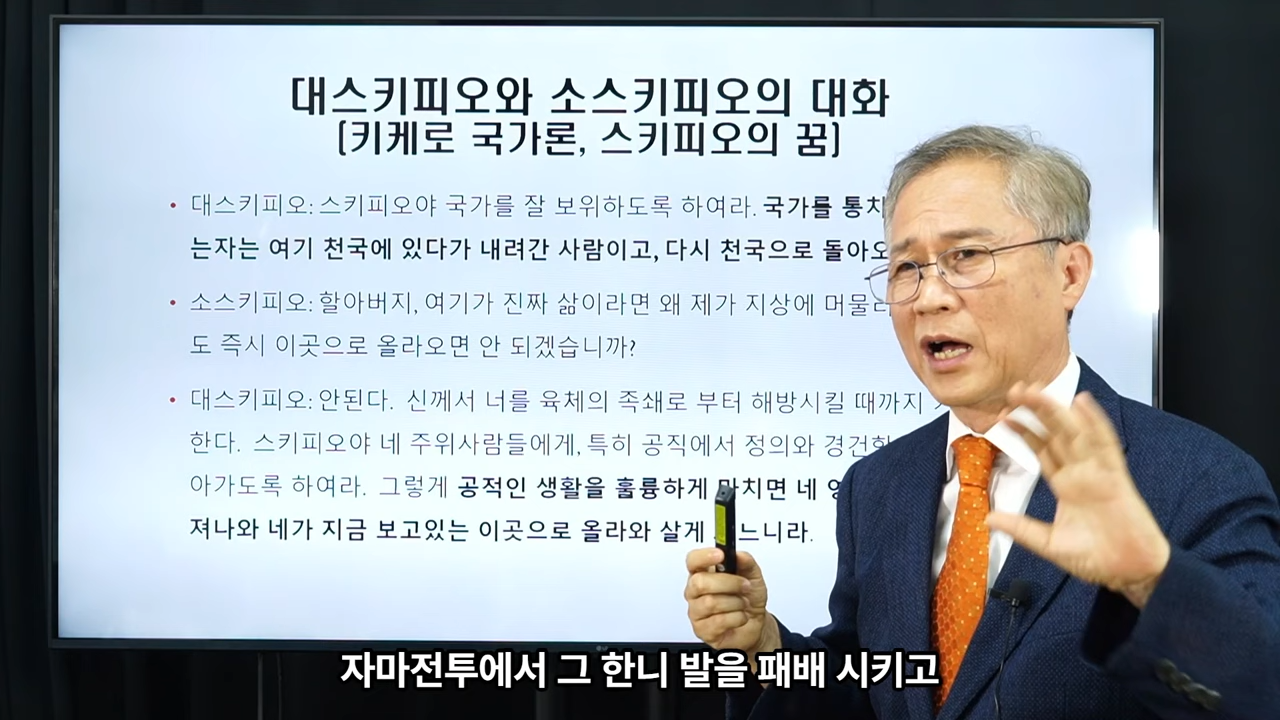 대스키피오와 소스키피오의 대화
[키케로 국가론, 스키피오의 꿈]
• 대스키피오: 스키피오야 국가를 잘 보위하도록 하여라. 국가를 통치
는자는 여기 천국에 있다가 내려간 사람이고, 다시 천국으로 돌아오
• 소스키피오: 할아버지, 여기가 진짜 삶이라면 왜 제가 지상에 머물
도 즉시 이곳으로 올라오면 안 되겠습니까?
• 대스키피오: 안된다. 신께서 너를 육체의 족쇄로 부터 해방시킬 때까지
한다. 스키피오야 네 주위사람들에게, 특히 공직에서 정의와
아가도록 하여라. 그렇게 공적인 생활을 훌륭하게 마치면 네
져나와 네가 지금 보고있는 이곳으로 올라와 살게 느니라.
LG
자마전투에서 그 한니 발을 패배 시키고